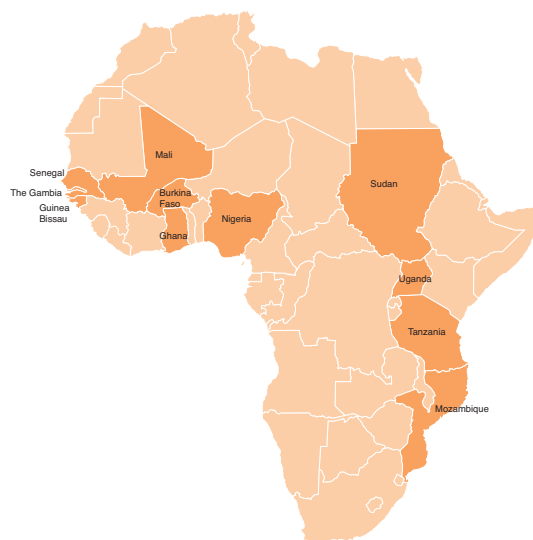 Mali
Senegal
Sudan
The Gambia
Burkina
Faso
Guinea
Bissau
Nigeria
Ghana
Uganda
Tanzania
Mozambique